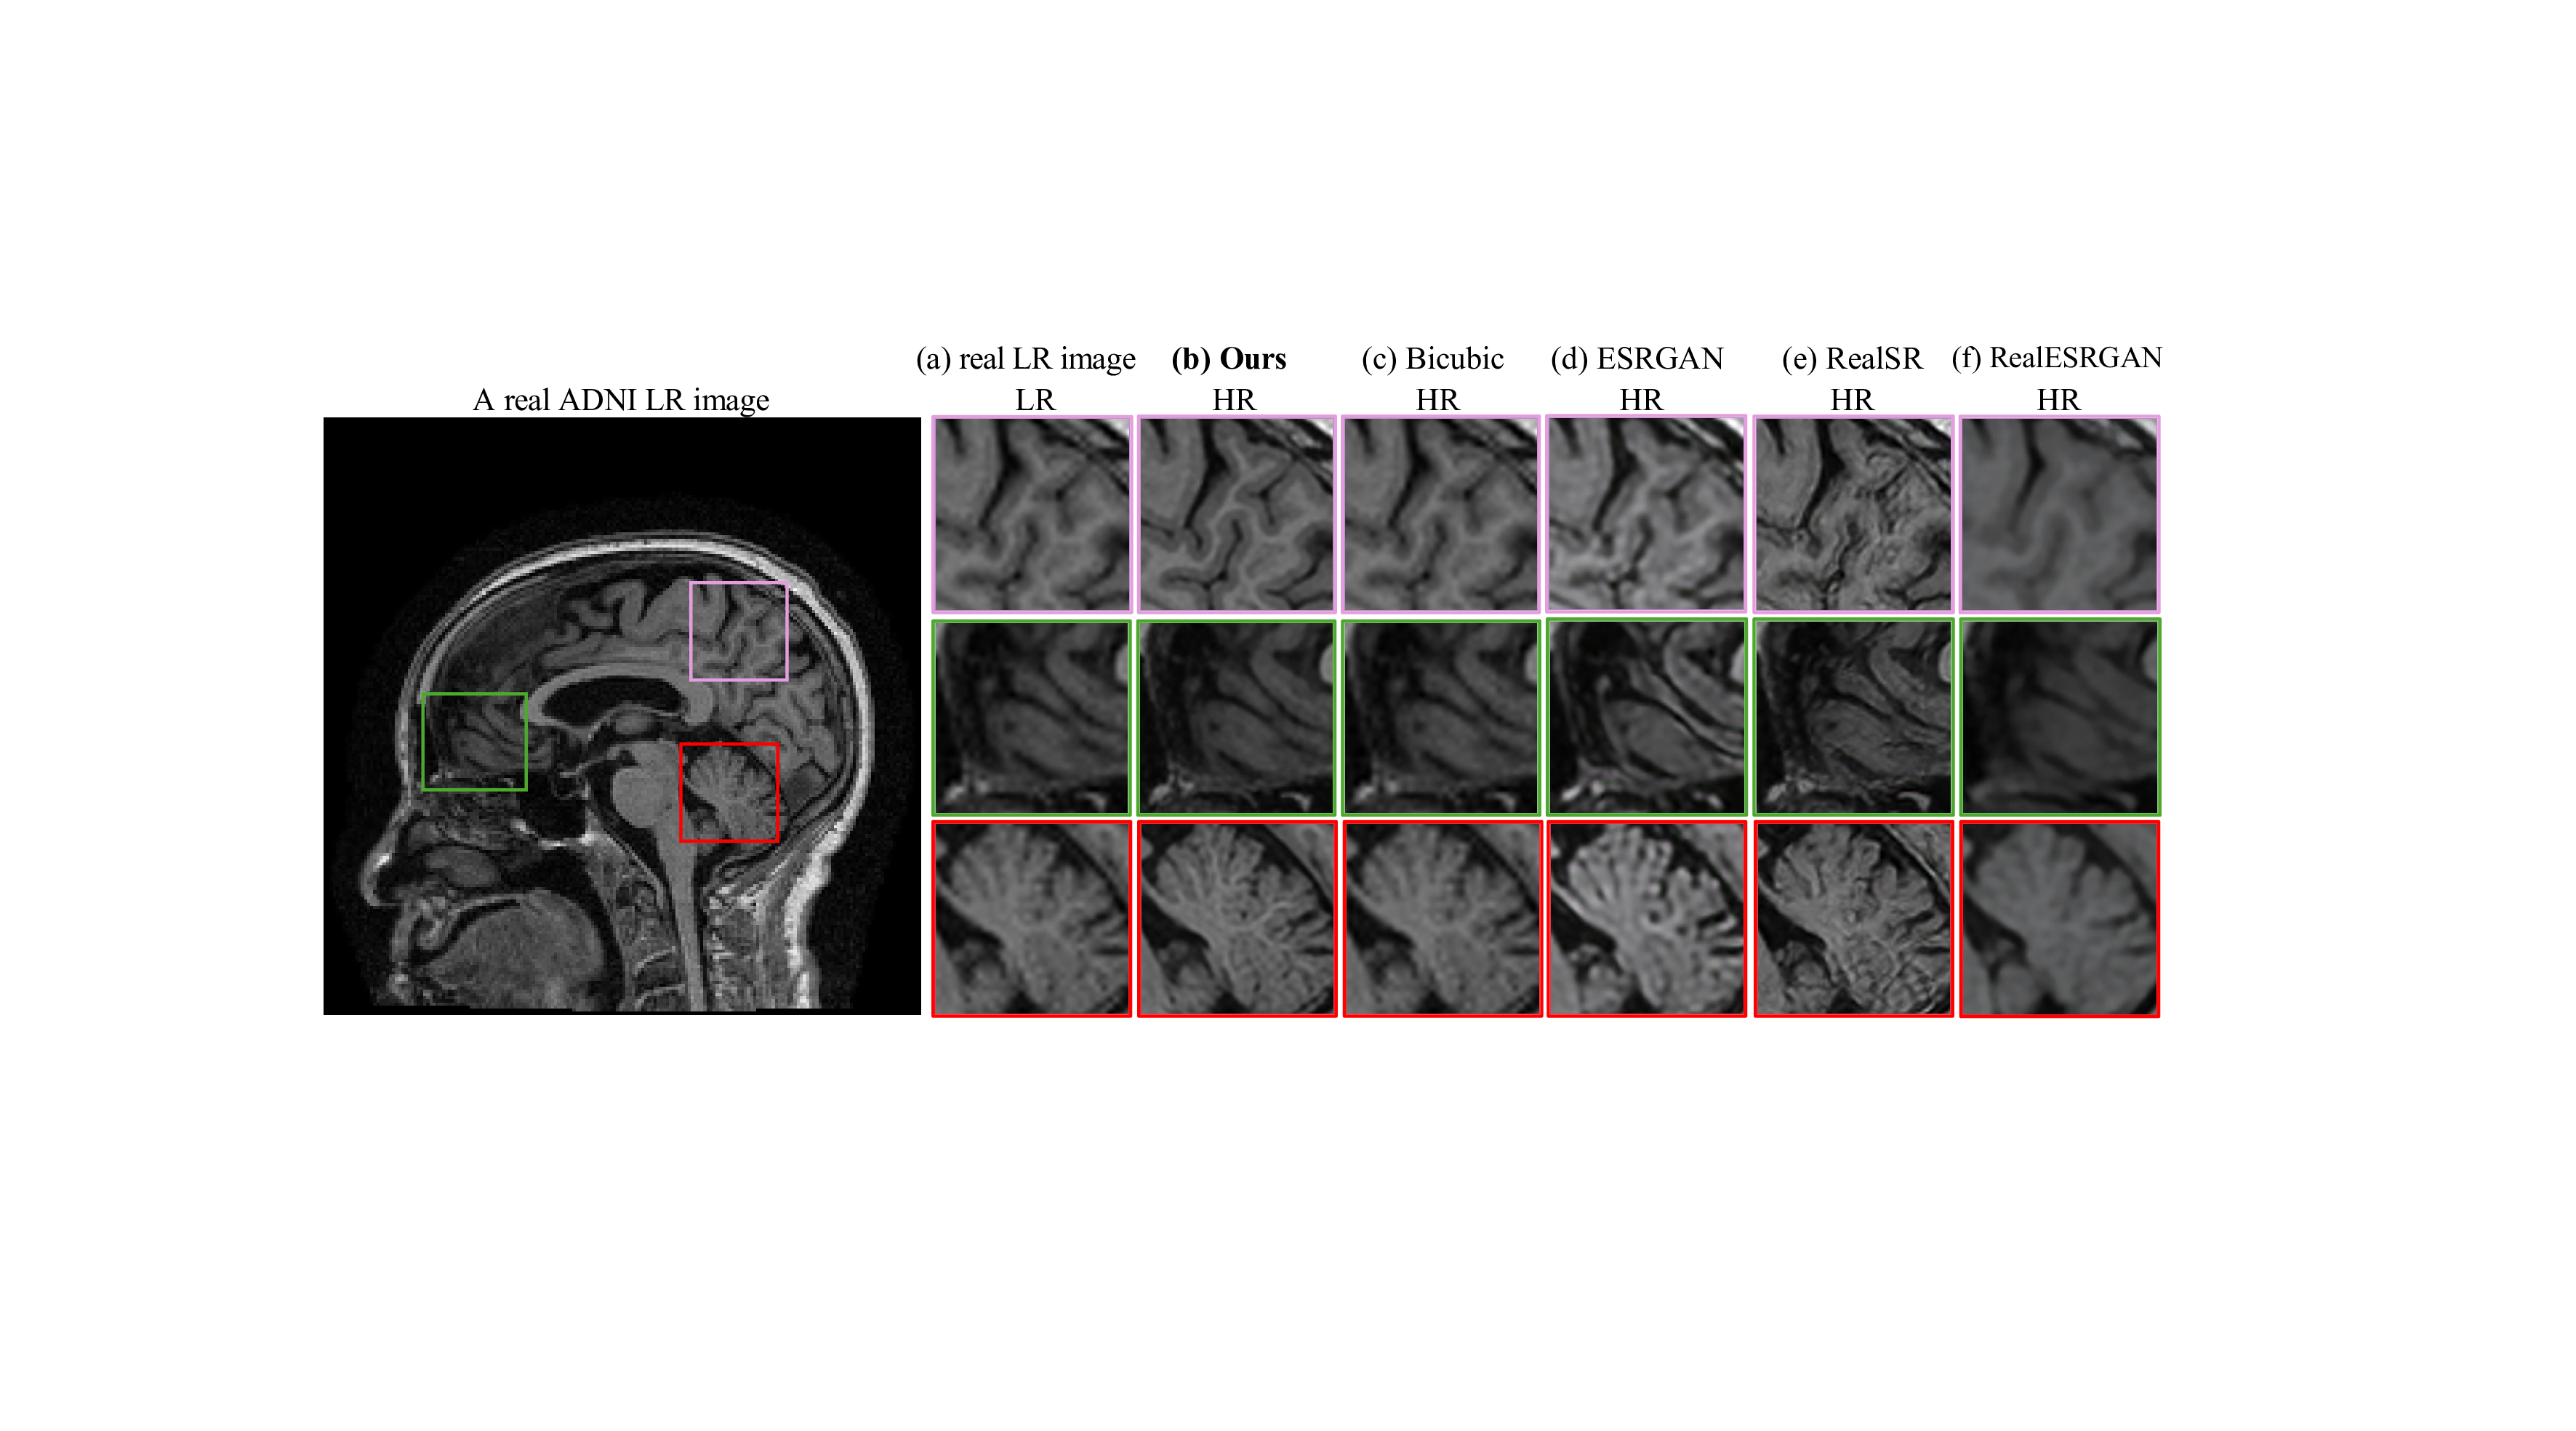 A real ADNI LR image
(a) real LR image
LR
(b) Ours
HR
(c) Bicubic
HR
(d) ESRGAN
HR
(e) RealSR
HR
(f) RealESRGAN
HR